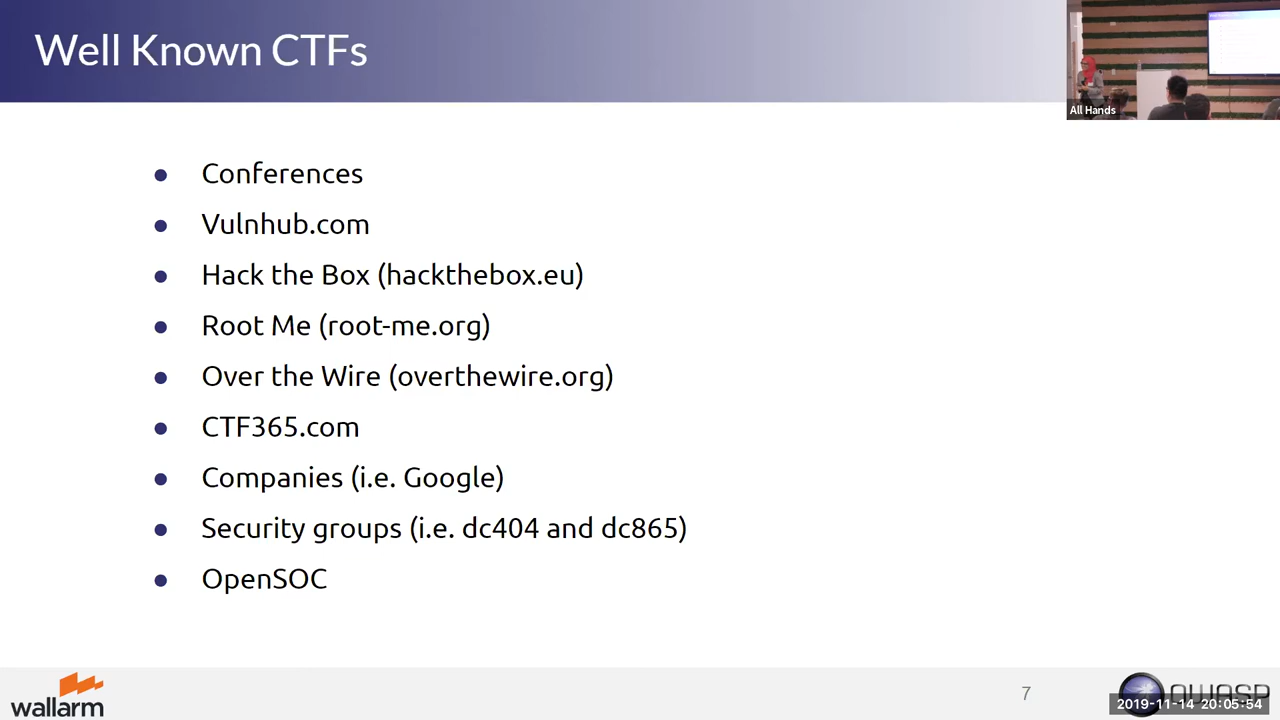 Well Known CTFs
All Hands
● Conferences
● Vulnhub.com
● Hack the Box (hackthebox.eu)
● Root Me (root-me.org)
● Over the Wire (overthewire.org)
● CTF365.com
● Companies (i.e. Google)
● Security groups (i.e. dc404 and dc865)
● OpenSOC
wallarm
7
OWASP
2019-11-14 20:05:54